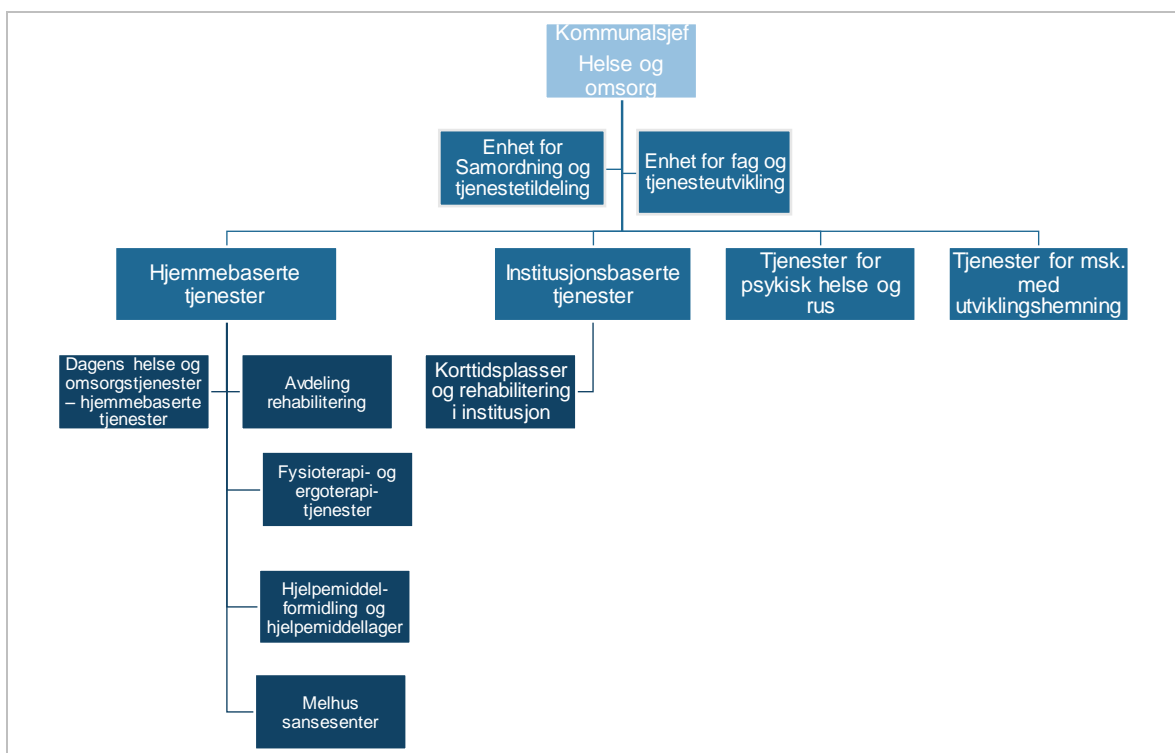 Kommunalsjef
Helse og
omsorg
Enhet for
Samordning og
tjenestetildeling
Enhet for fag og
tjenesteutvikling
Hjemmebaserte
tjenester
Institusjonsbaserte
tjenester
Tjenester for
psykisk helse og
rus
Tjenester for msk.
med
utviklingshemning
Dagens helse og
omsorgstjenester
– hjemmebaserte
tjenester
Avdeling
rehabilitering
Korttidsplasser
og rehabilitering
i institusjon
Fysioterapi- og
ergoterapi-
tjenester
Hjelpemiddel-
formidling og
hjelpemiddellager
Melhus
sansesenter